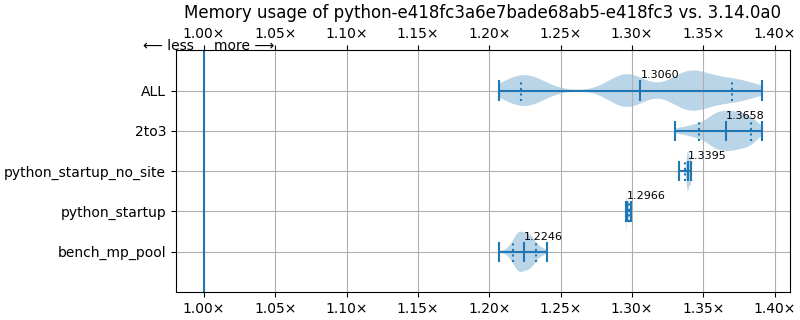 Memory usage of python-e418fc3a6e7bade68ab5-e418fc3 vs. 3.14.0a0
1.00× 1.05× 1.10× 1.15× 1.20× 1.25× 1.30× 1.35× 1.40×
⟵ less more ⟶
ALL 1.3060
2to3 1.3658
python_startup_no_site 1.3395
python_startup 1.2966
bench_mp_pool 1.2246
1.00× 1.05× 1.10× 1.15× 1.20× 1.25× 1.30× 1.35× 1.40×